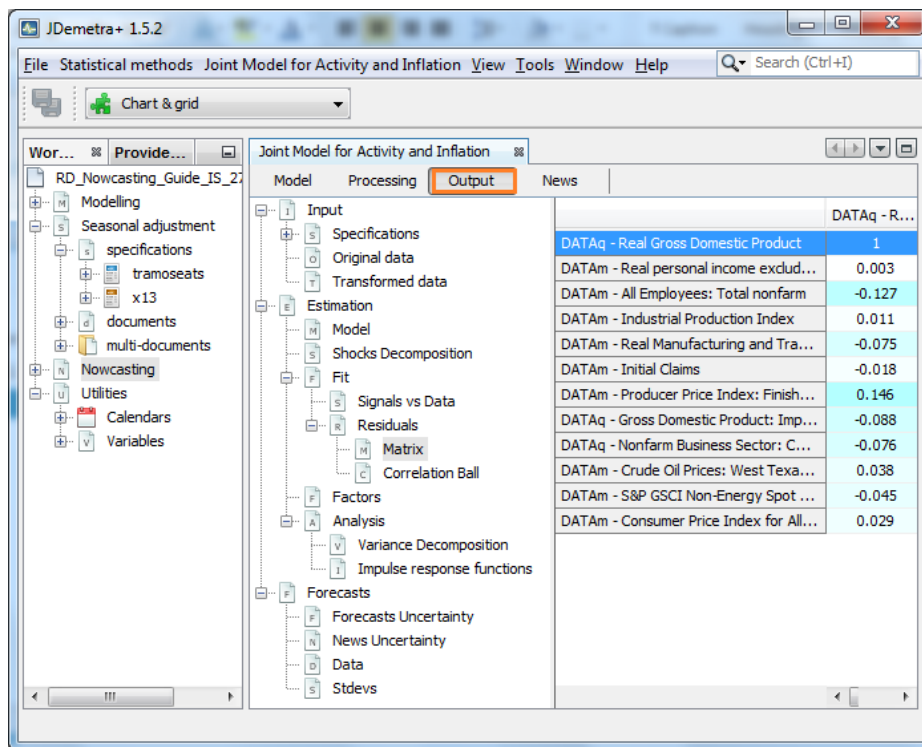 JDemetra+ 1.5.2
File Statistical methods Joint Model for Activity and Inflation View Tools Window Help
Search (Ctrl+I)
Chart & grid
Wor... Provide...
RD_Nowcasting_Guide_IS_27
Modelling
Seasonal adjustment
specifications
tramoseats
x13
documents
multi-documents
Nowcasting
Utilities
Calendars
Variables
Joint Model for Activity and Inflation
Model Processing Output News
Input
Specifications
Original data
Transformed data
Estimation
Model
Shocks Decomposition
Fit
Signals vs Data
Residuals
Matrix
Correlation Ball
Factors
Analysis
Variance Decomposition
Impulse response functions
Forecasts
Forecasts Uncertainty
News Uncertainty
Data
Stdevs
DATAq - R...
DATAq - Real Gross Domestic Product 1
DATAm - Real personal income exclud... 0.003
DATAm - All Employees: Total nonfarm -0.127
DATAm - Industrial Production Index 0.011
DATAm - Real Manufacturing and Tra... -0.075
DATAm - Initial Claims -0.018
DATAm - Producer Price Index: Finish... 0.146
DATAq - Gross Domestic Product: Imp... -0.088
DATAq - Nonfarm Business Sector: C... -0.076
DATAm - Crude Oil Prices: West Texa... 0.038
DATAm - S&P GSCI Non-Energy Spot ... -0.045
DATAm - Consumer Price Index for All... 0.029